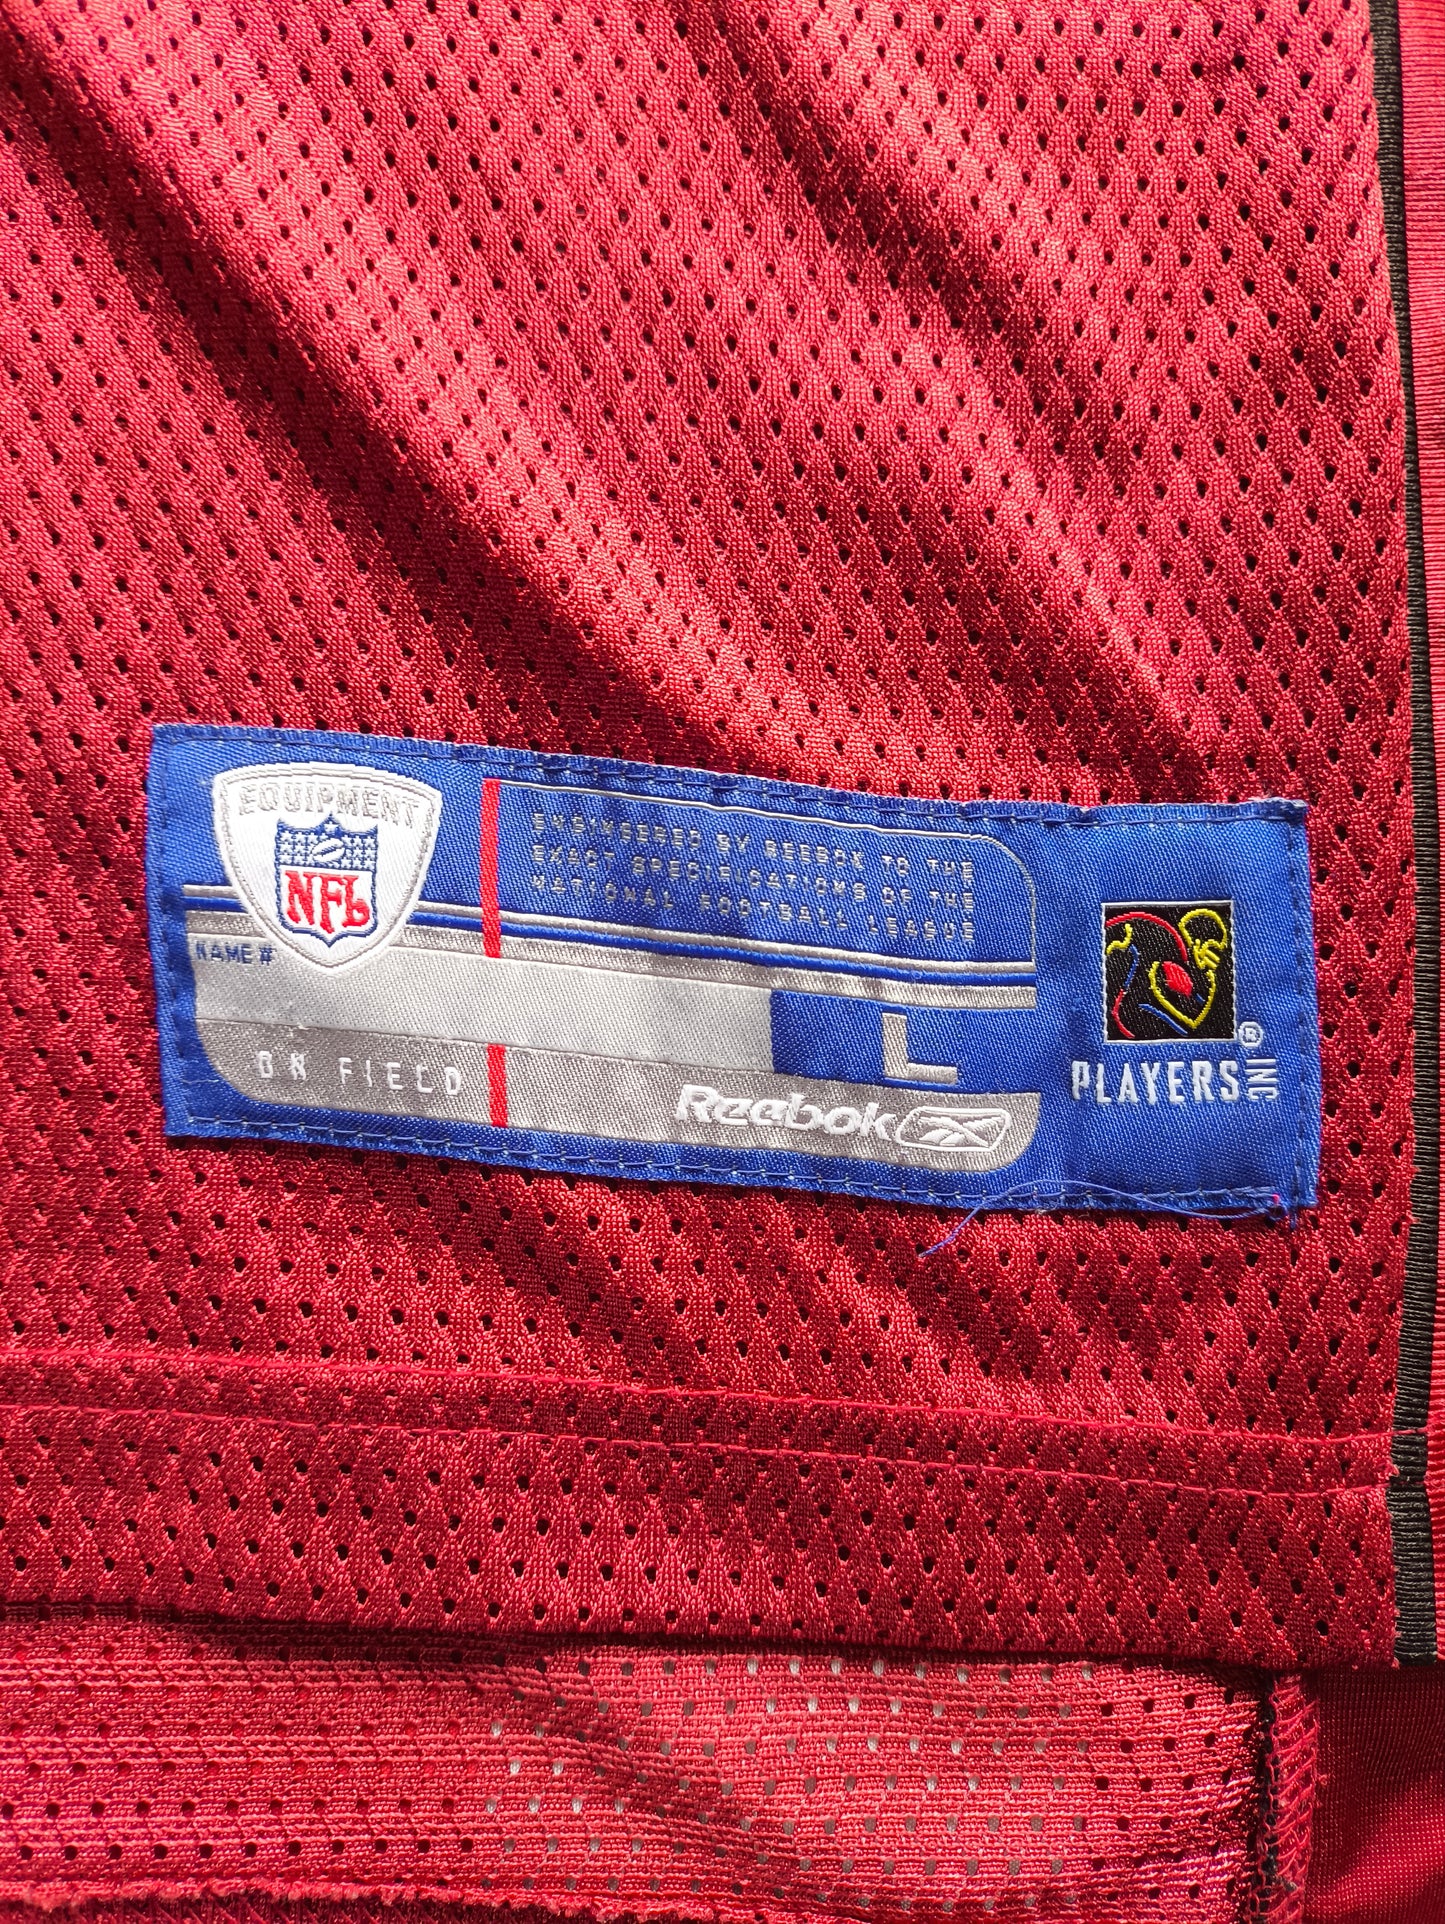 EQUIPMENT
NFL
ENGINEERED BY REEBOK TO THE
EXACT SPECIFICATIONS OF THE
NATIONAL FOOTBALL LEAGUE
NAME #
L
ON FIELD
Reebok
PLAYERS INC ®